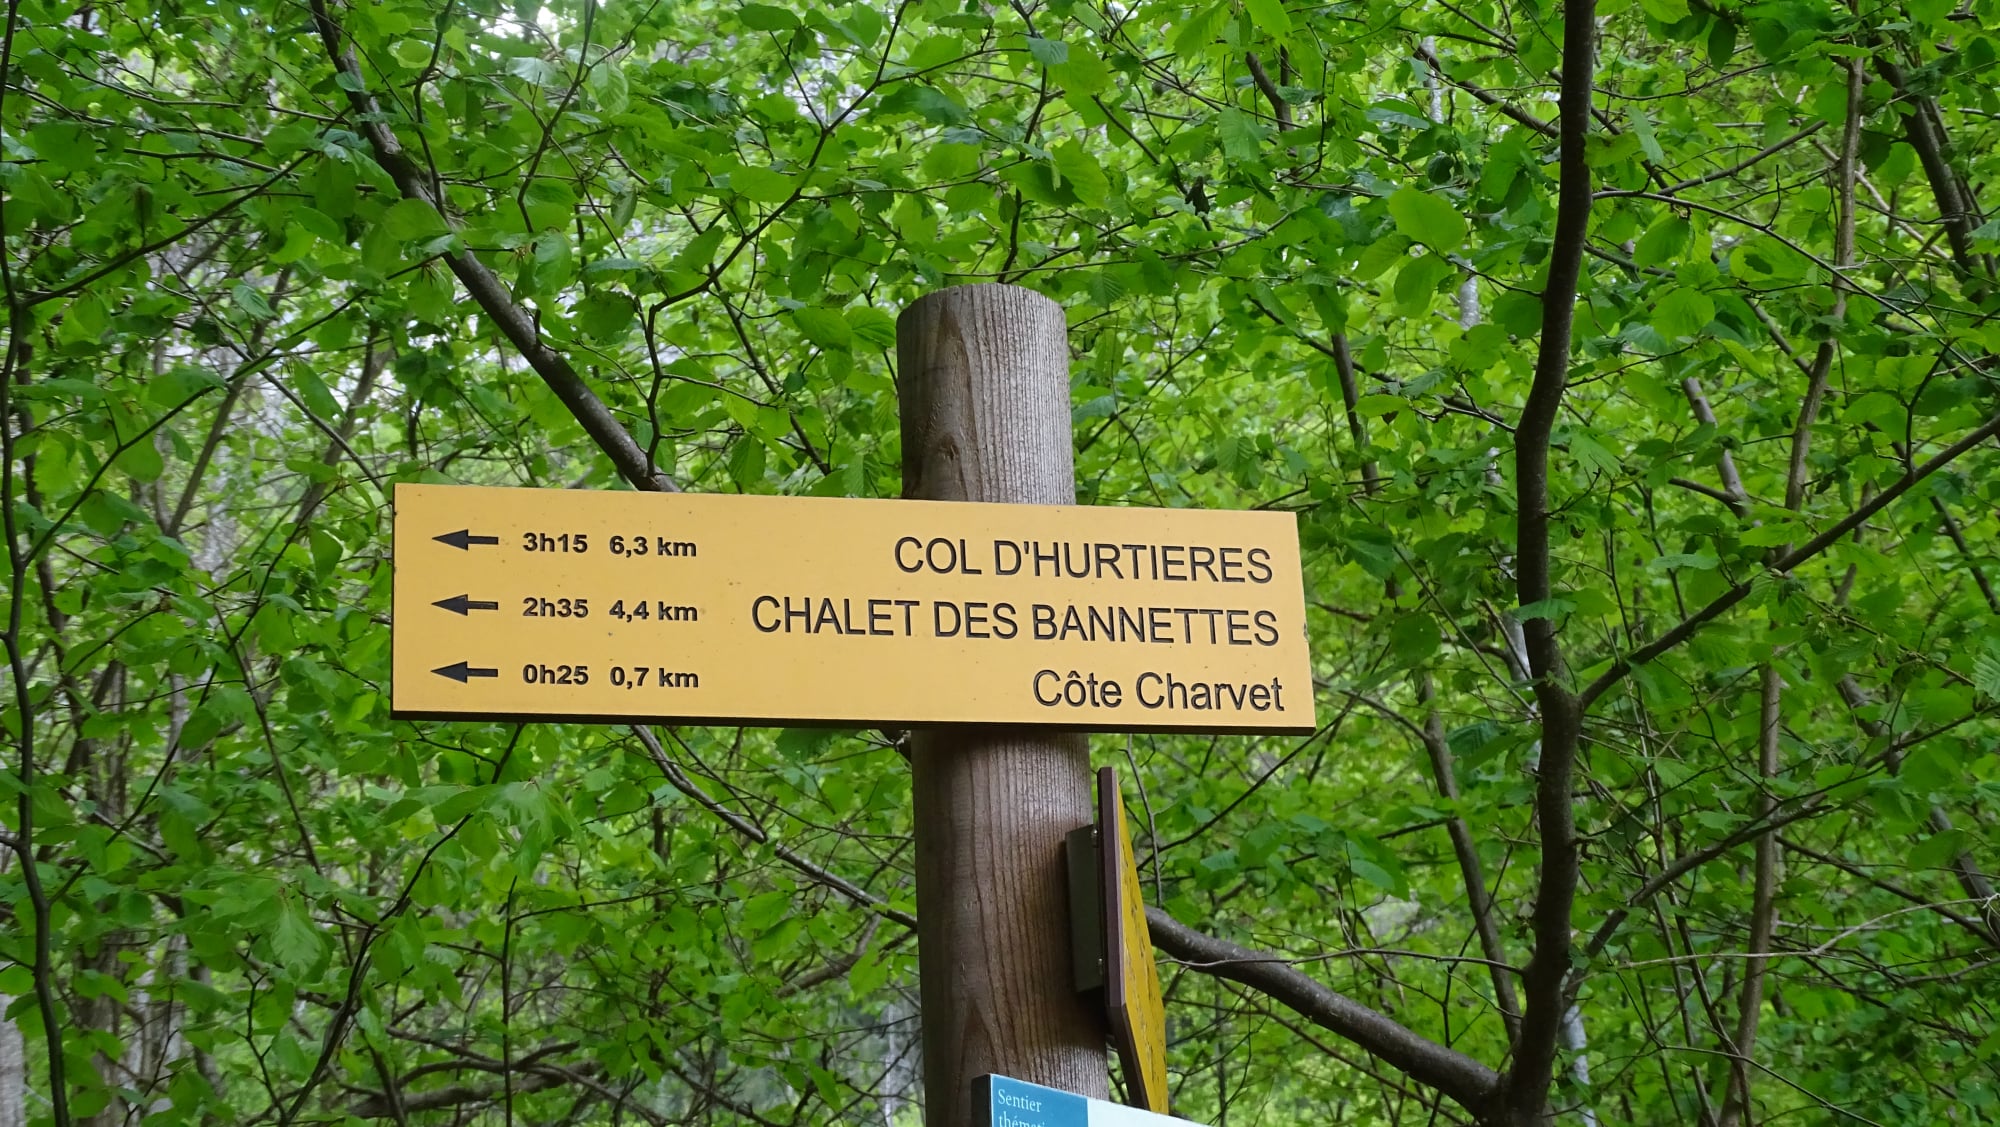 3h15 6,3 km COL D'HURTIERES
2h35 4,4 km CHALET DES BANNETTES
0h25 0,7 km Côte Charvet
Sentier